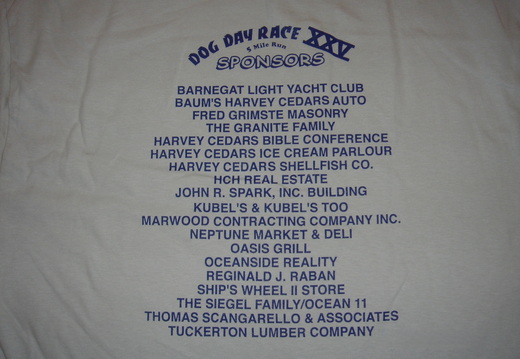 DOG DAY RACE XXV
5 Mile Run
SPONSORS
BARNEGAT LIGHT YACHT CLUB
BAUM'S HARVEY CEDARS AUTO
FRED GRIMSTE MASONRY
THE GRANITE FAMILY
HARVEY CEDARS BIBLE CONFERENCE
HARVEY CEDARS ICE CREAM PARLOUR
HARVEY CEDARS SHELLFISH CO.
HCH REAL ESTATE
JOHN R. SPARK, INC. BUILDING
KUBEL'S & KUBEL'S TOO
MARWOOD CONTRACTING COMPANY INC.
NEPTUNE MARKET & DELI
OASIS GRILL
OCEANSIDE REALITY
REGINALD J. RABAN
SHIP'S WHEEL II STORE
THE SIEGEL FAMILY/OCEAN 11
THOMAS SCANGARELLO & ASSOCIATES
TUCKERTON LUMBER COMPANY